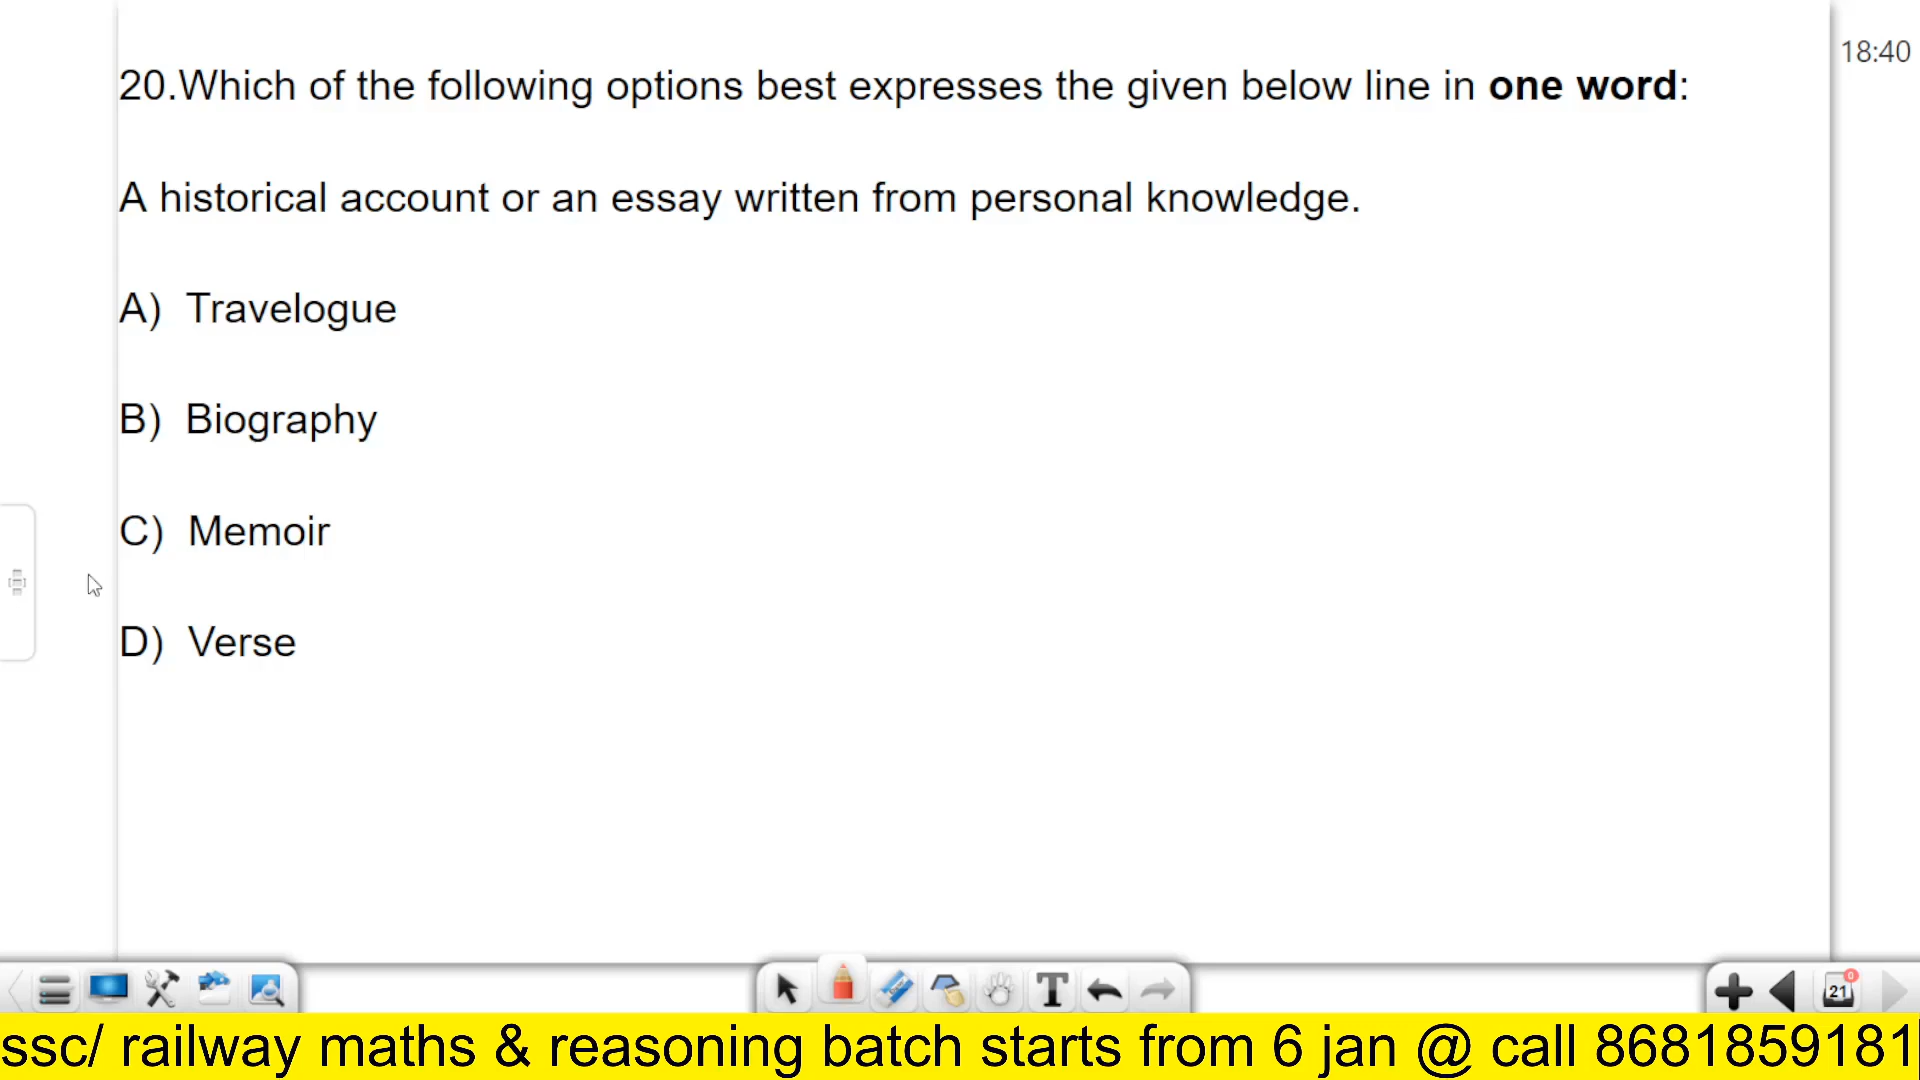 18:40
20.Which of the following options best expresses the given below line in one word:
A historical account or an essay written from personal knowledge.
A) Travelogue
B) Biography
C) Memoir
D) Verse
T
0
21
ssc/ railway maths & reasoning batch starts from 6 jan @ call 8681859181